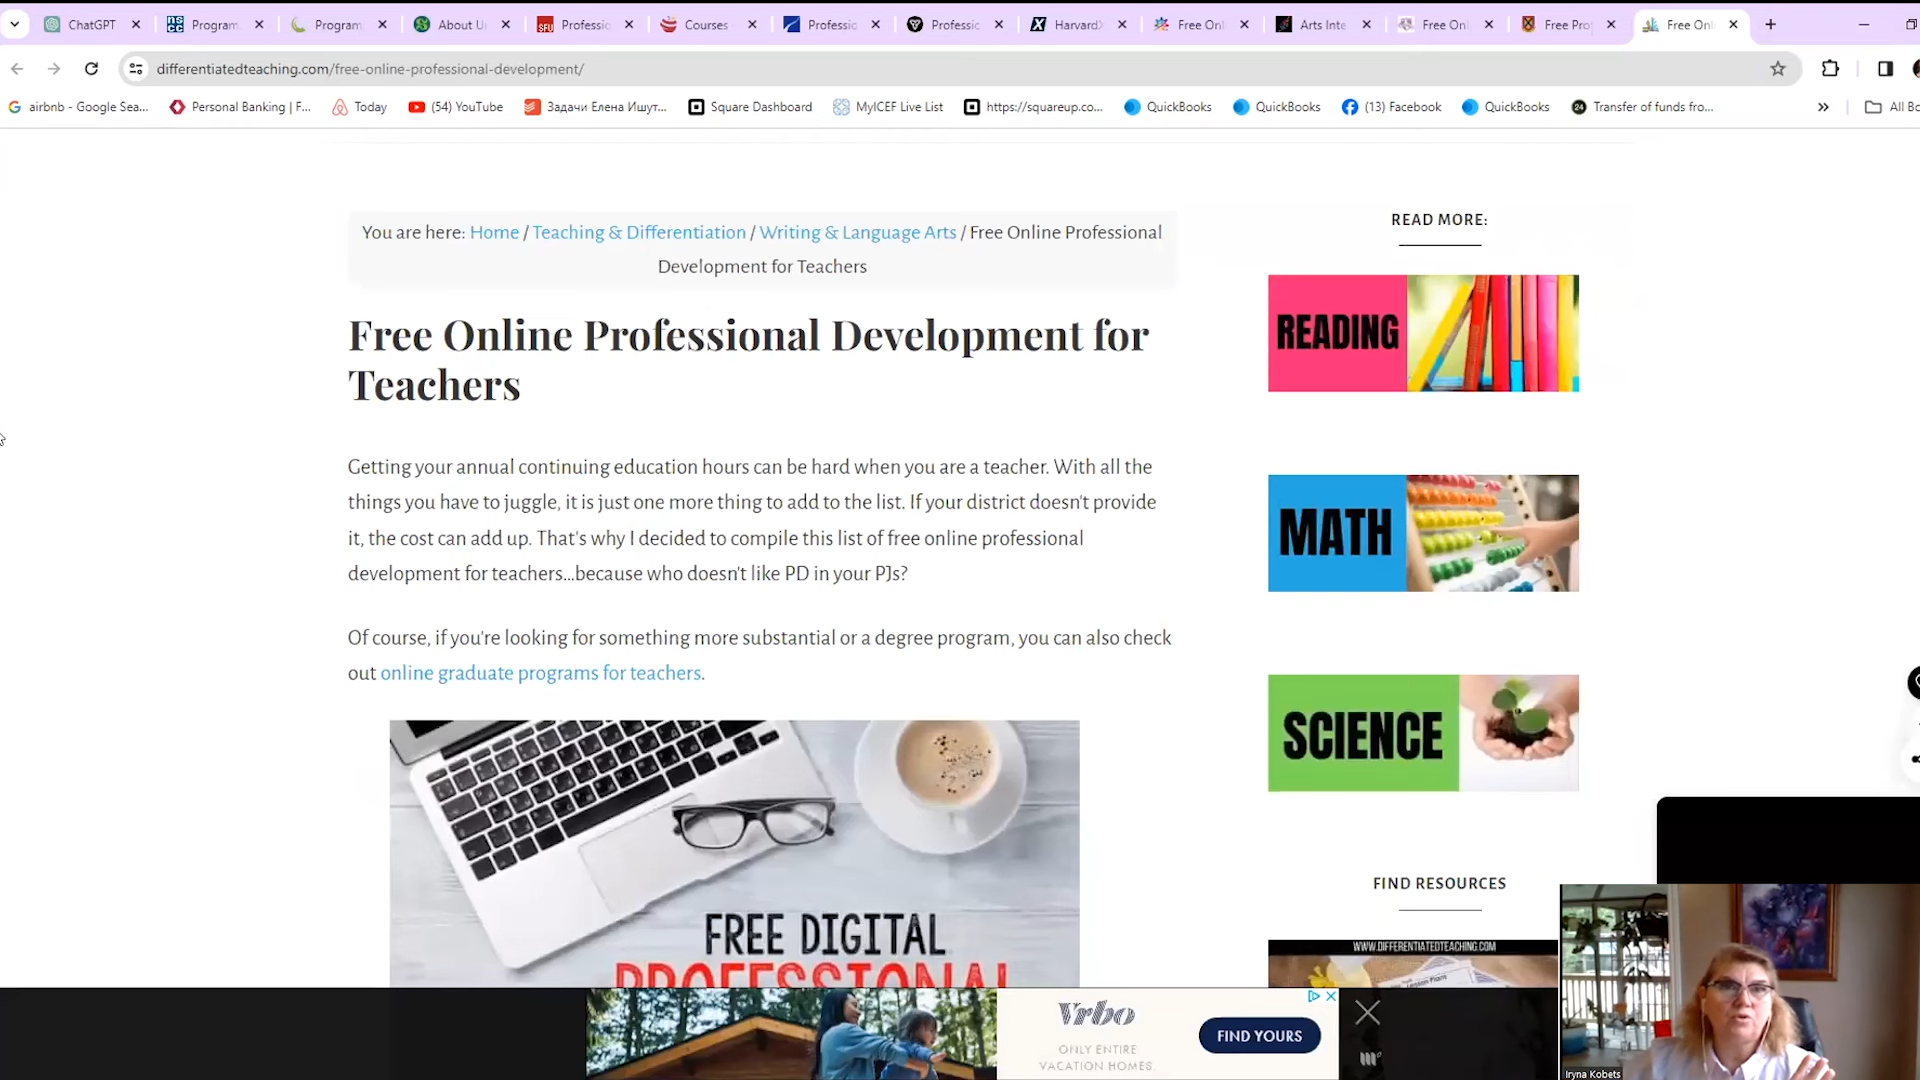 ChatGPT
Program
Program
About U
SFU
Professio
Courses
Professio
Professic
Harvard
Free Onl
Arts Inte
Free Onl
Free Pro
Free Onl
differentiatedteaching.com/free-online-professional-development/
airbnb - Google Sea...
Personal Banking | F...
Today
(54) YouTube
Задачи Елена Ишут...
Square Dashboard
MyICEF Live List
https://squareup.co...
QuickBooks
QuickBooks
(13) Facebook
QuickBooks
Transfer of funds fro...
»
All Bo
You are here: Home / Teaching & Differentiation / Writing & Language Arts / Free Online Professional
Development for Teachers
Free Online Professional Development for
Teachers
Getting your annual continuing education hours can be hard when you are a teacher. With all the
things you have to juggle, it is just one more thing to add to the list. If your district doesn't provide
it, the cost can add up. That's why I decided to compile this list of free online professional
development for teachers...because who doesn't like PD in your PJs?
Of course, if you're looking for something more substantial or a degree program, you can also check
out online graduate programs for teachers.
FREE DIGITAL
PROFESSIONAL
READ MORE:
READING
MATH
SCIENCE
FIND RESOURCES
WWW.DIFFERENTIATEDTEACHING.COM
Vrbo
ONLY ENTIRE
VACATION HOMES.
FIND YOURS
Iryna Kobets